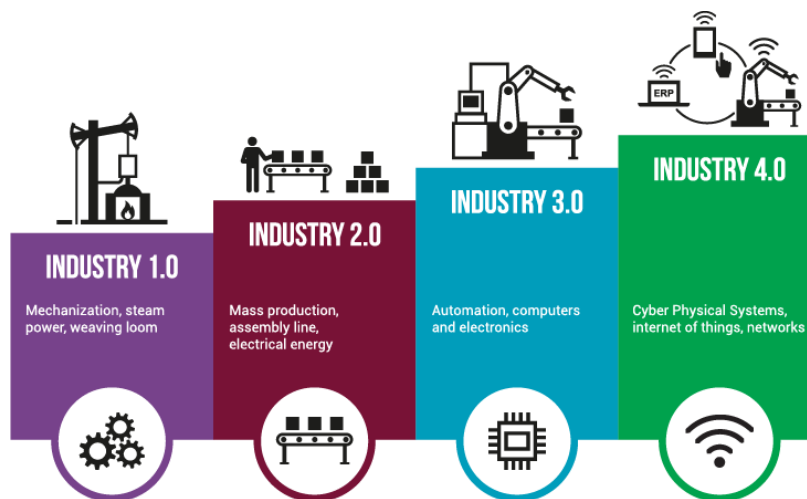 ERP
INDUSTRY 1.0
Mechanization, steam
power, weaving loom
INDUSTRY 2.0
Mass production,
assembly line,
electrical energy
INDUSTRY 3.0
Automation, computers
and electronics
INDUSTRY 4.0
Cyber Physical Systems,
internet of things, networks